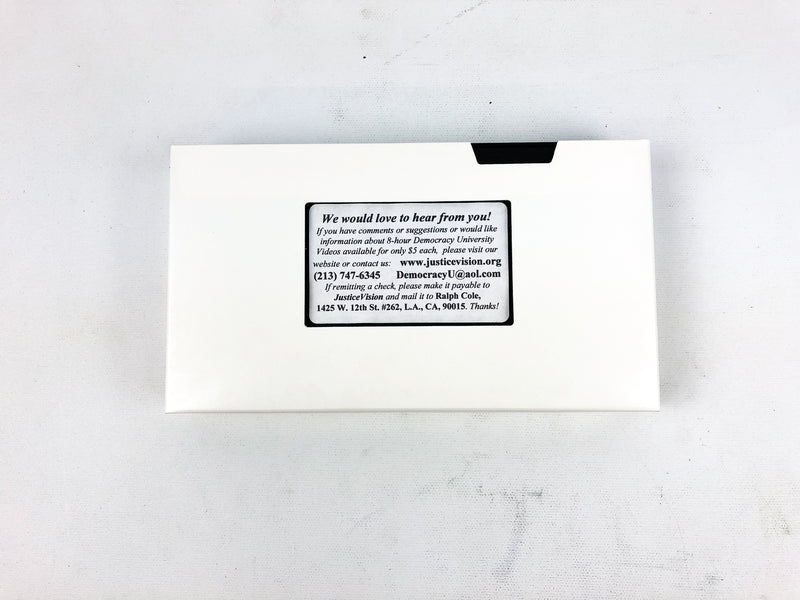 We would love to hear from you!
If you have comments or suggestions or would like
information about 8-hour Democracy University
Videos available for only $5 each, please visit our
website or contact us: www.justicevision.org
(213) 747-6345 DemocracyU@aol.com
If remitting a check, please make it payable to
JusticeVision and mail it to Ralph Cole,
1425 W. 12th St. #262, L.A., CA, 90015. Thanks!